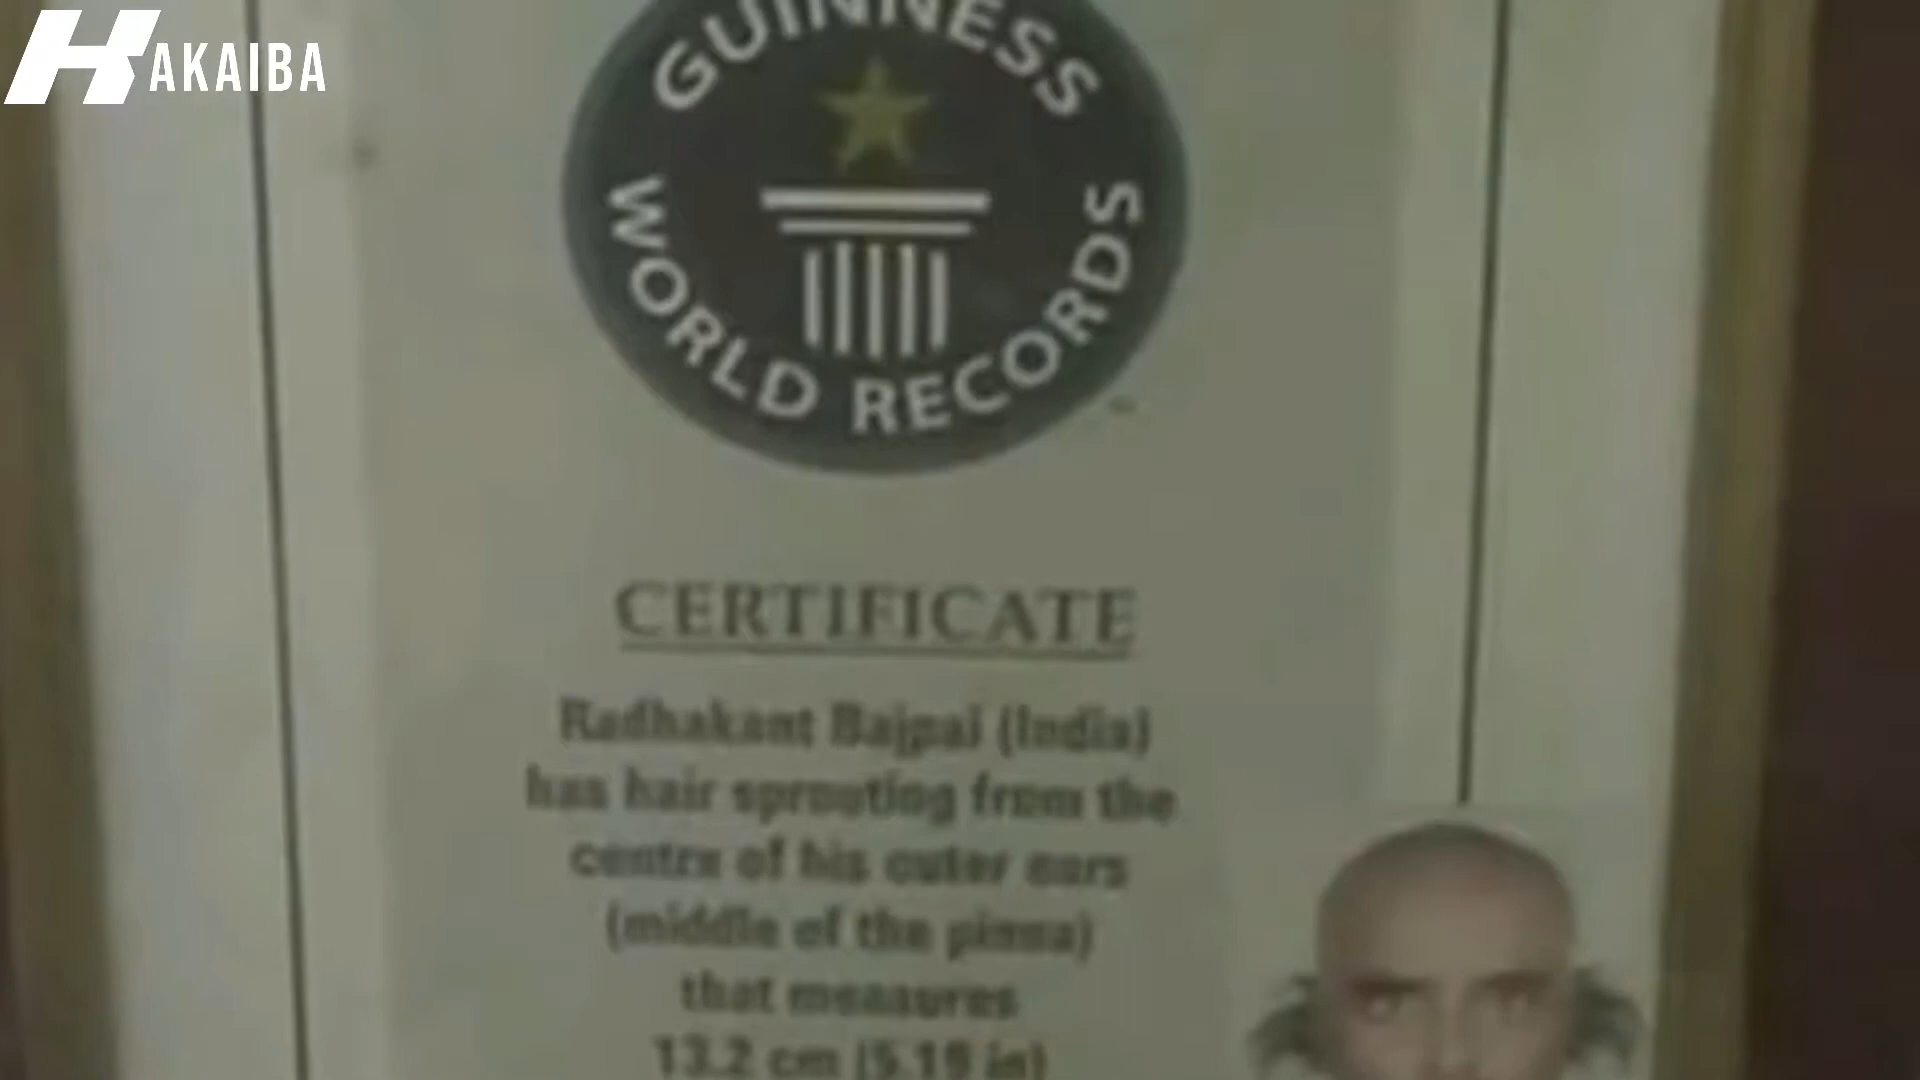 HAKAIBA
GUINNESS
WORLD RECORDS
CERTIFICATE
Radhakant Bajpai (India)
has hair sprouting from the
centre of his outer ears
(middle of the pinna)
that measures
13.2 cm (5.19 in)